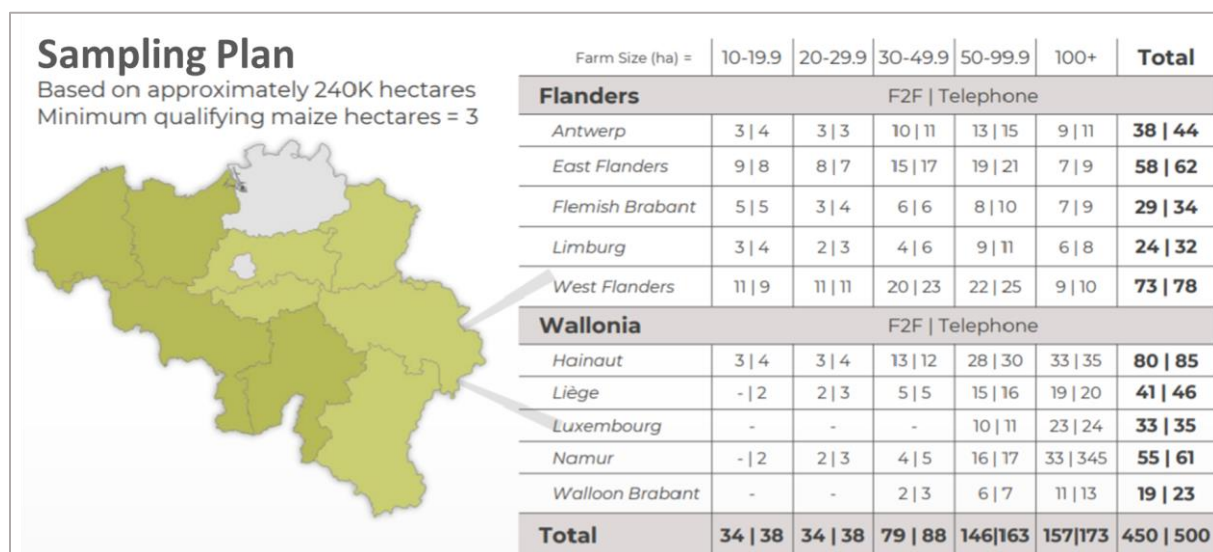 Sampling Plan
Based on approximately 240K hectares
Minimum qualifying maize hectares = 3
Farm Size (ha) = 10-19.9 20-29.9 30-49.9 50-99.9 100+ Total
Flanders F2F | Telephone
Antwerp 3 | 4 3 | 3 10 | 11 13 | 15 9 | 11 38 | 44
East Flanders 9 | 8 8 | 7 15 | 17 19 | 21 7 | 9 58 | 62
Flemish Brabant 5 | 5 3 | 4 6 | 6 8 | 10 7 | 9 29 | 34
Limburg 3 | 4 2 | 3 4 | 6 9 | 11 6 | 8 24 | 32
West Flanders 11 | 9 11 | 11 20 | 23 22 | 25 9 | 10 73 | 78
Wallonia F2F | Telephone
Hainaut 3 | 4 3 | 4 13 | 12 28 | 30 33 | 35 80 | 85
Liège - | 2 2 | 3 5 | 5 15 | 16 19 | 20 41 | 46
Luxembourg - - - 10 | 11 23 | 24 33 | 35
Namur - | 2 2 | 3 4 | 5 16 | 17 33 | 345 55 | 61
Walloon Brabant - - 2 | 3 6 | 7 11 | 13 19 | 23
Total 34 | 38 34 | 38 79 | 88 146|163 157|173 450 | 500